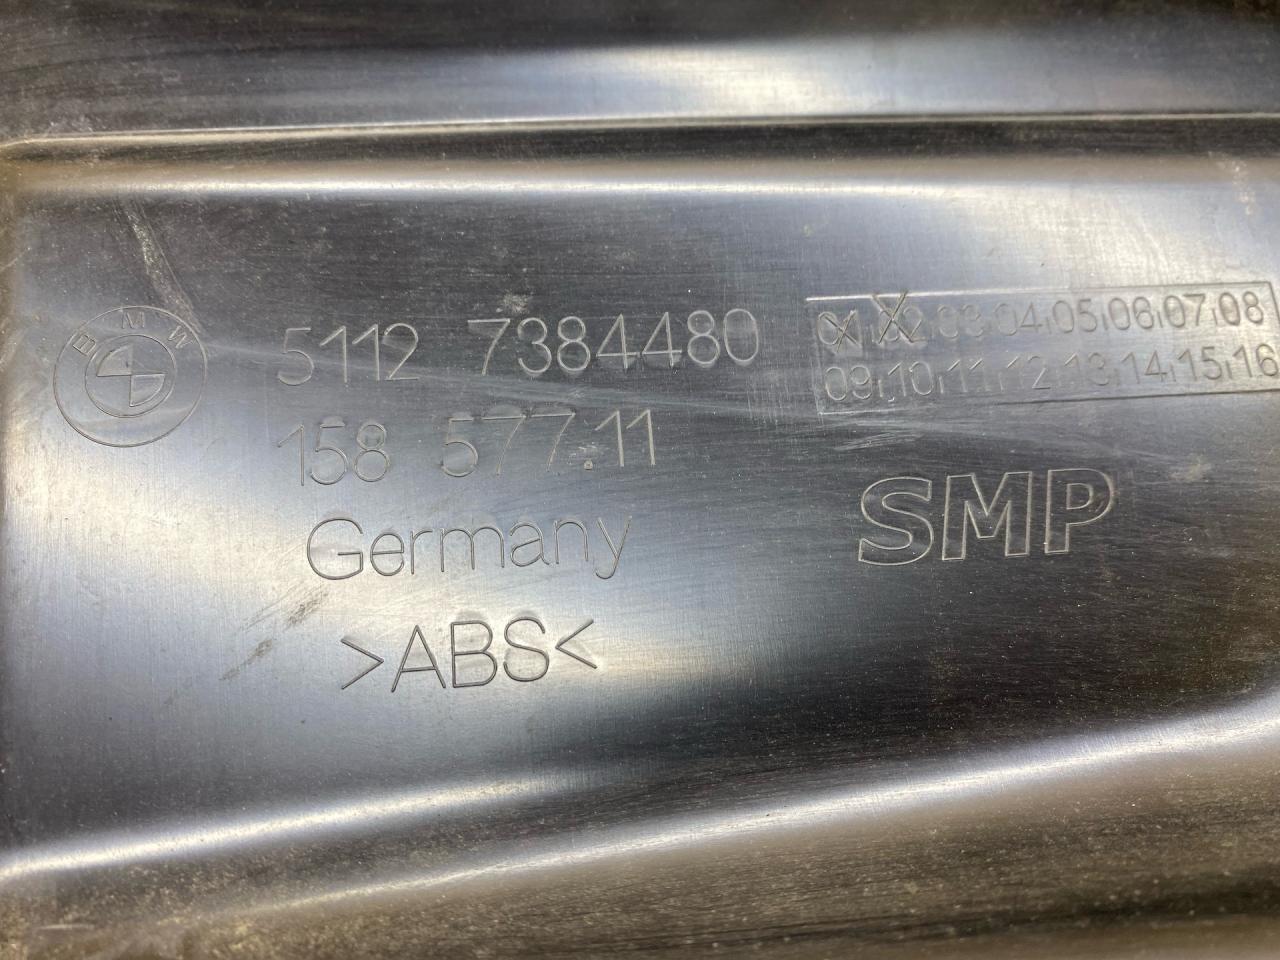 BMW
5112 7384480
158 577.11
Germany
>ABS<
01 02 03 04 05 06 07 08
09 10 11 12 13 14 15 16
SMP